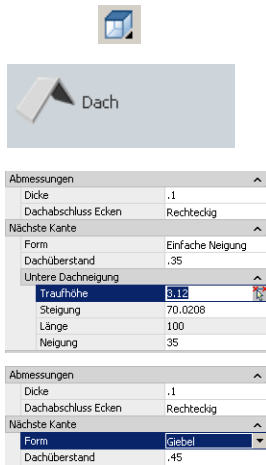 Dach
Abmessungen
Dicke .1
Dachabschluss Ecken Rechteckig
Nächste Kante
Form Einfache Neigung
Dachüberstand .35
Untere Dachneigung
Traufhöhe 3.12
Steigung 70.0208
Länge 100
Neigung 35
Abmessungen
Dicke .1
Dachabschluss Ecken Rechteckig
Nächste Kante
Form Giebel
Dachüberstand .45